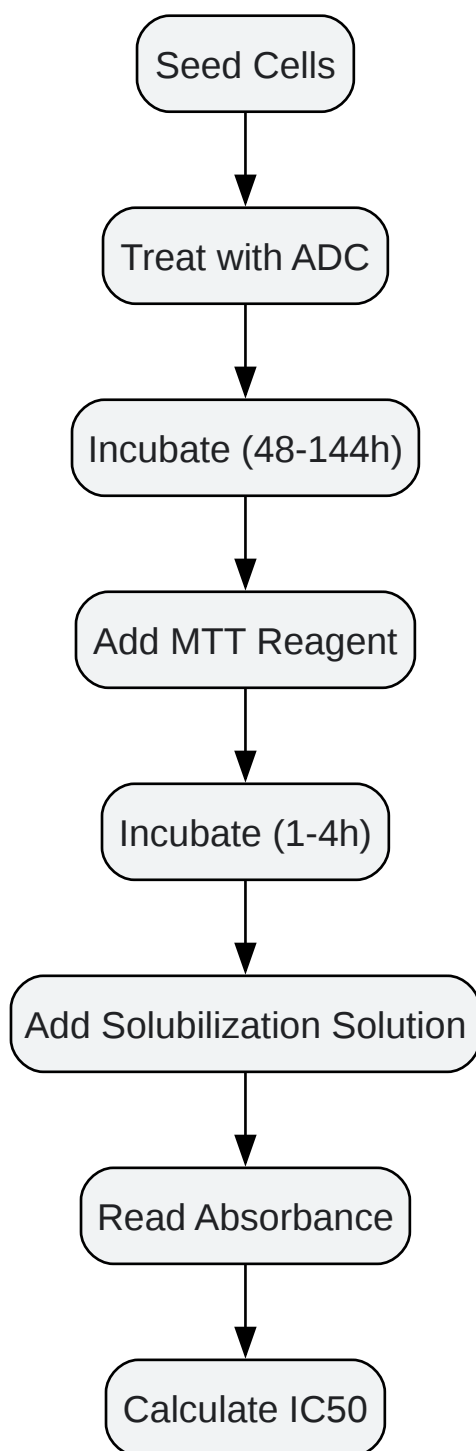 Seed Cells
Treat with ADC
Incubate (48-144h)
Add MTT Reagent
Incubate (1-4h)
Add Solubilization Solution
Read Absorbance
Calculate IC50